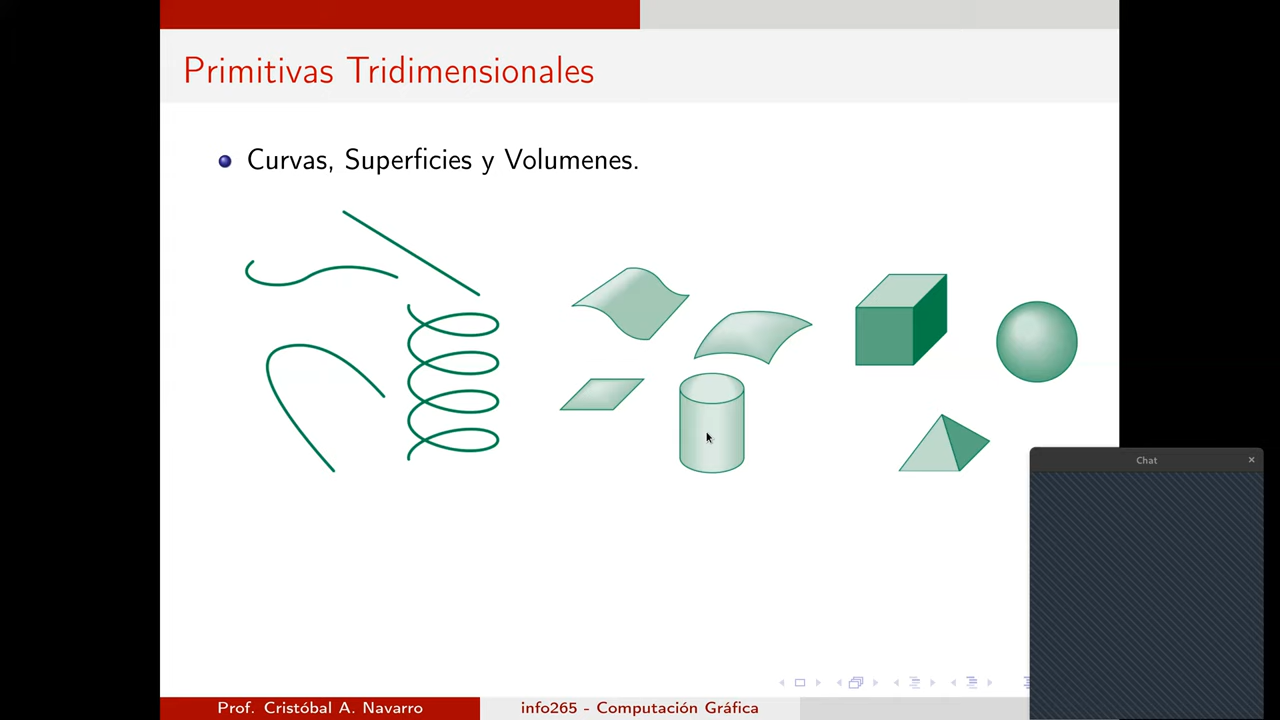 Primitivas Tridimensionales
Curvas, Superficies y Volumenes.
Chat
Prof. Cristóbal A. Navarro
info265 - Computación Gráfica